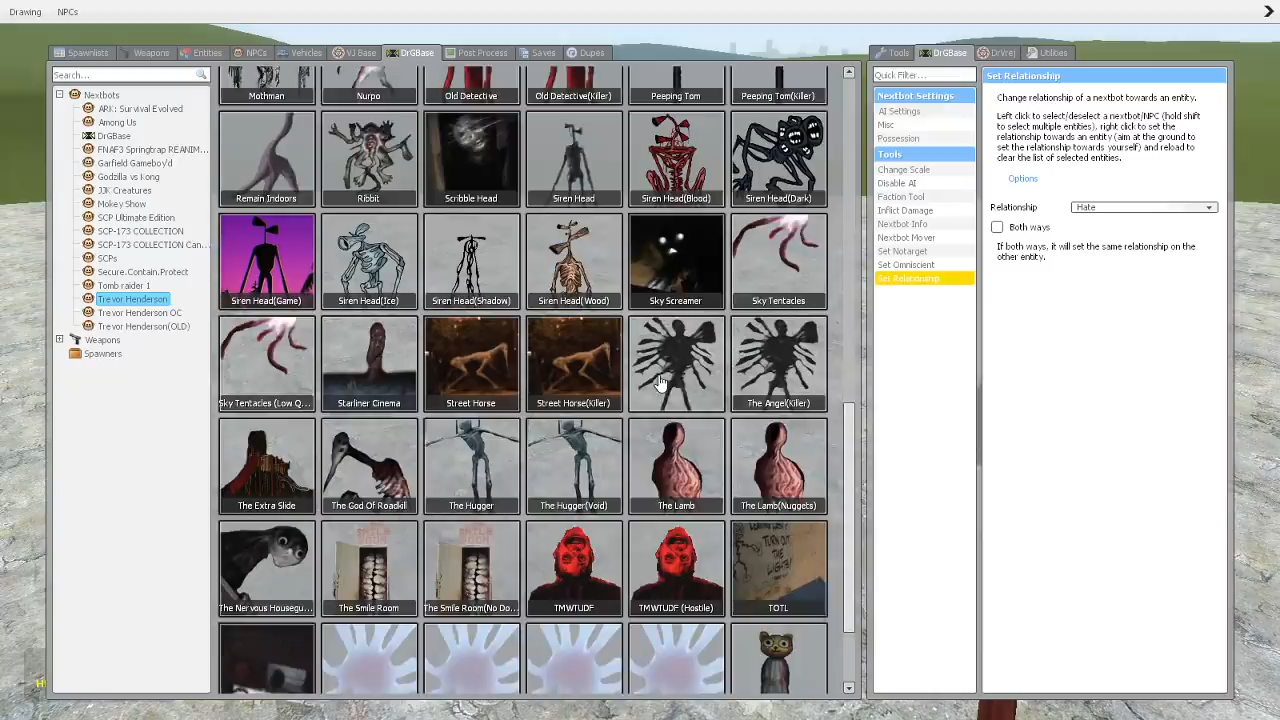 Drawing NPCs
Spawnlists Weapons Entities NPCs Vehicles VJ Base DrGBase Post Process Saves Dupes
Search...
Nextbots
ARK: Survival Evolved
Among Us
DrGBase
FNAF3 Springtrap RE/ANIM...
Garfield Gameboy'd
Godzilla vs Kong
JJK Creatures
Mokey Show
SCP Ultimate Edition
SCP-173 COLLECTION
SCP-173 COLLECTION Can...
SCPs
Secure.Contain.Protect
Tomb raider 1
Trevor Henderson
Trevor Henderson OC
Trevor Henderson(OLD)
Weapons
Spawners
Mothman Nurpo Old Detective Old Detective(Killer) Peeping Tom Peeping Tom(Killer)
Remain Indoors Ribbit Scribble Head Siren Head Siren Head(Blood) Siren Head(Dark)
Siren Head(Game) Siren Head(Ice) Siren Head(Shadow) Siren Head(Wood) Sky Screamer Sky Tentacles
Sky Tentacles (Low Q... Starliner Cinema Street Horse Street Horse(Killer) The Angel(Killer)
The Extra Slide The God Of Roadkill The Hugger The Hugger(Void) The Lamb The Lamb(Nuggets)
SMILE ROOM SMILE ROOM
TURN OUT
THE
LIGHTS!
The Nervous Housegu... The Smile Room The Smile Room(No Do... TMWTUDF TMWTUDF (Hostile) TOTL
Tools DrGBase DrVrej Utilities
Quick Filter...
Nextbot Settings
AI Settings
Misc
Possession
Tools
Change Scale
Disable AI
Faction Tool
Inflict Damage
Nextbot Info
Nextbot Mover
Set Notarget
Set Omniscient
Set Relationship
Set Relationship
Change relationship of a nextbot towards an entity.
Left click to select/deselect a nextbot/NPC (hold shift
to select multiple entities), right click to set the
relationship towards an entity (aim at the ground to
set the relationship towards yourself) and reload to
clear the list of selected entities.
Options
Relationship Hate
Both ways
If both ways, it will set the same relationship on the
other entity.